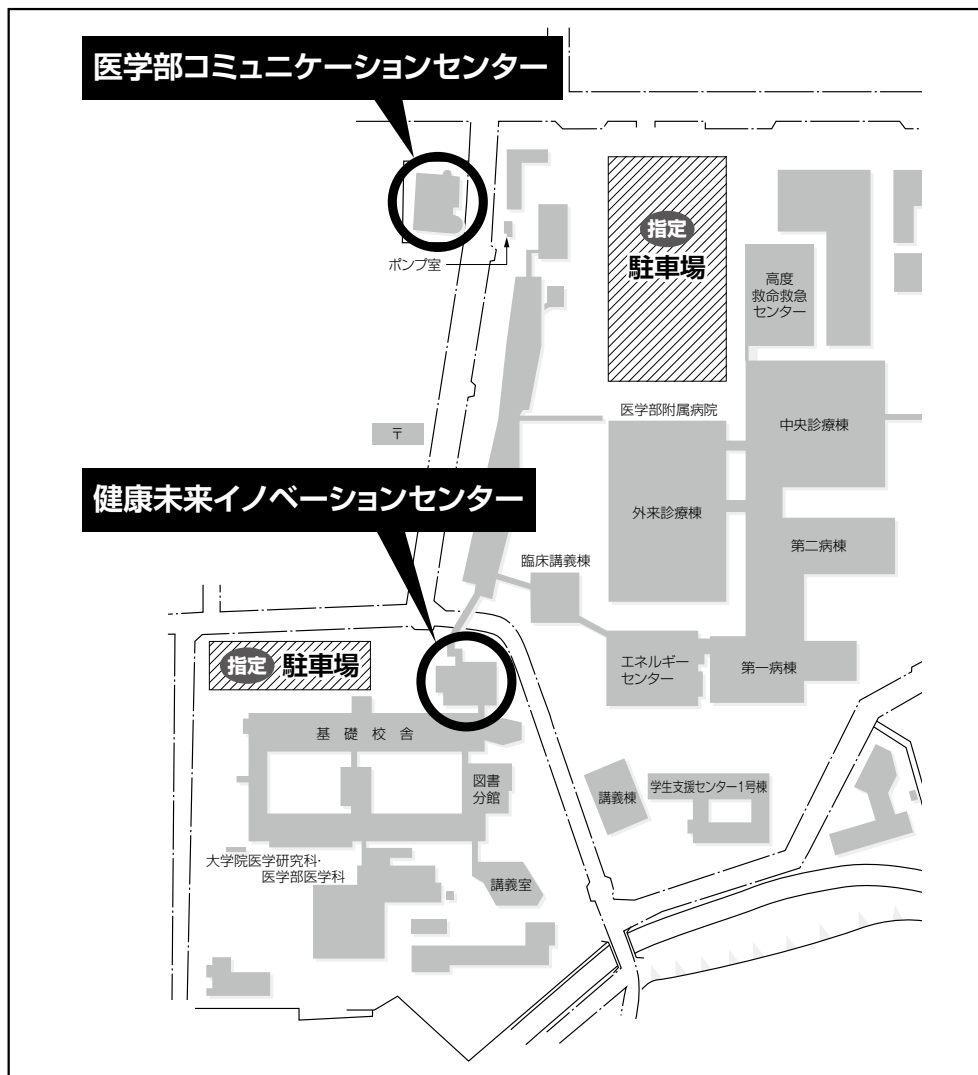 医学部コミュニケーションセンター
指定
駐車場
ポンプ室
高度
救命救急
センター
医学部附属病院
中央診療棟
〒
健康未来イノベーションセンター
外来診療棟
第二病棟
臨床講義棟
エネルギー
センター
第一病棟
指定 駐車場
基礎校舎
図書
分館
講義棟
学生支援センター1号棟
大学院医学研究科・
医学部医学科
講義室